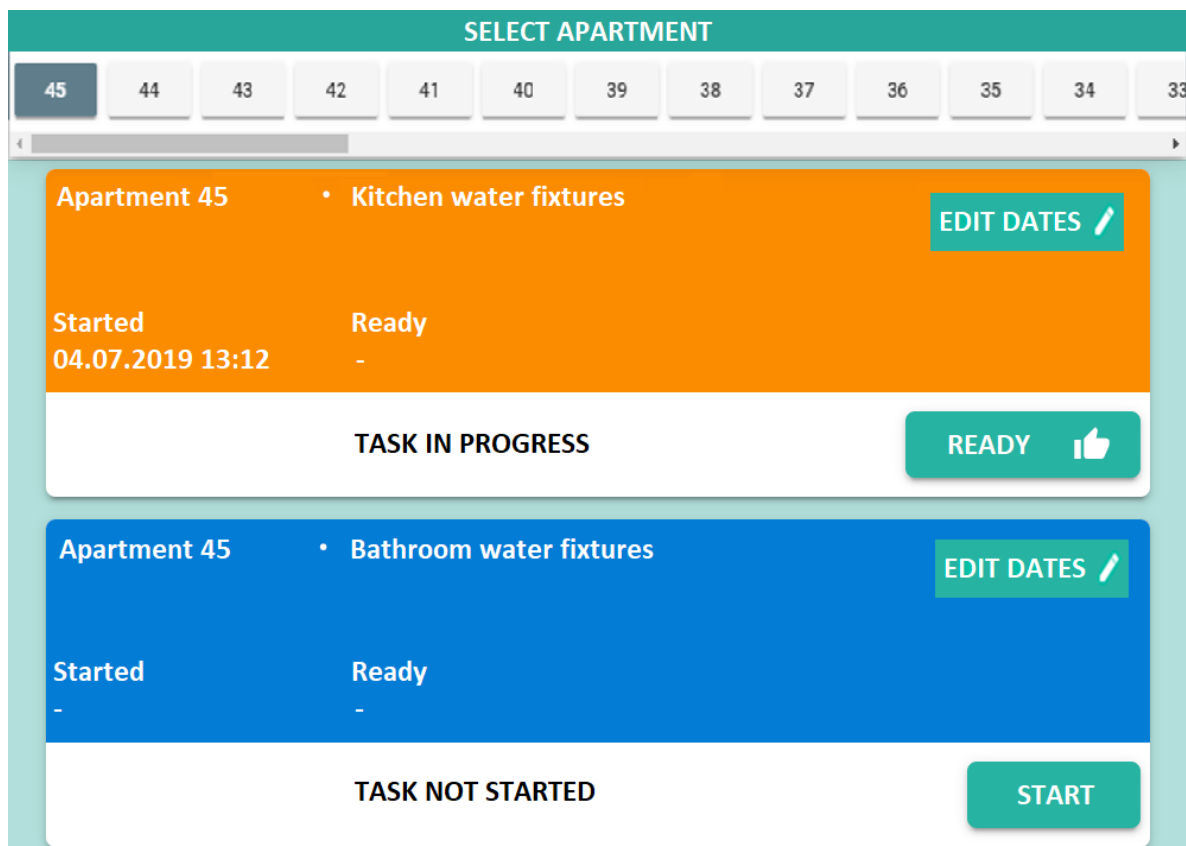 SELECT APARTMENT
45 44 43 42 41 40 39 38 37 36 35 34 33
Apartment 45 • Kitchen water fixtures
EDIT DATES
Started Ready
04.07.2019 13:12 -
TASK IN PROGRESS
READY
Apartment 45 • Bathroom water fixtures
EDIT DATES
Started Ready
- -
TASK NOT STARTED
START